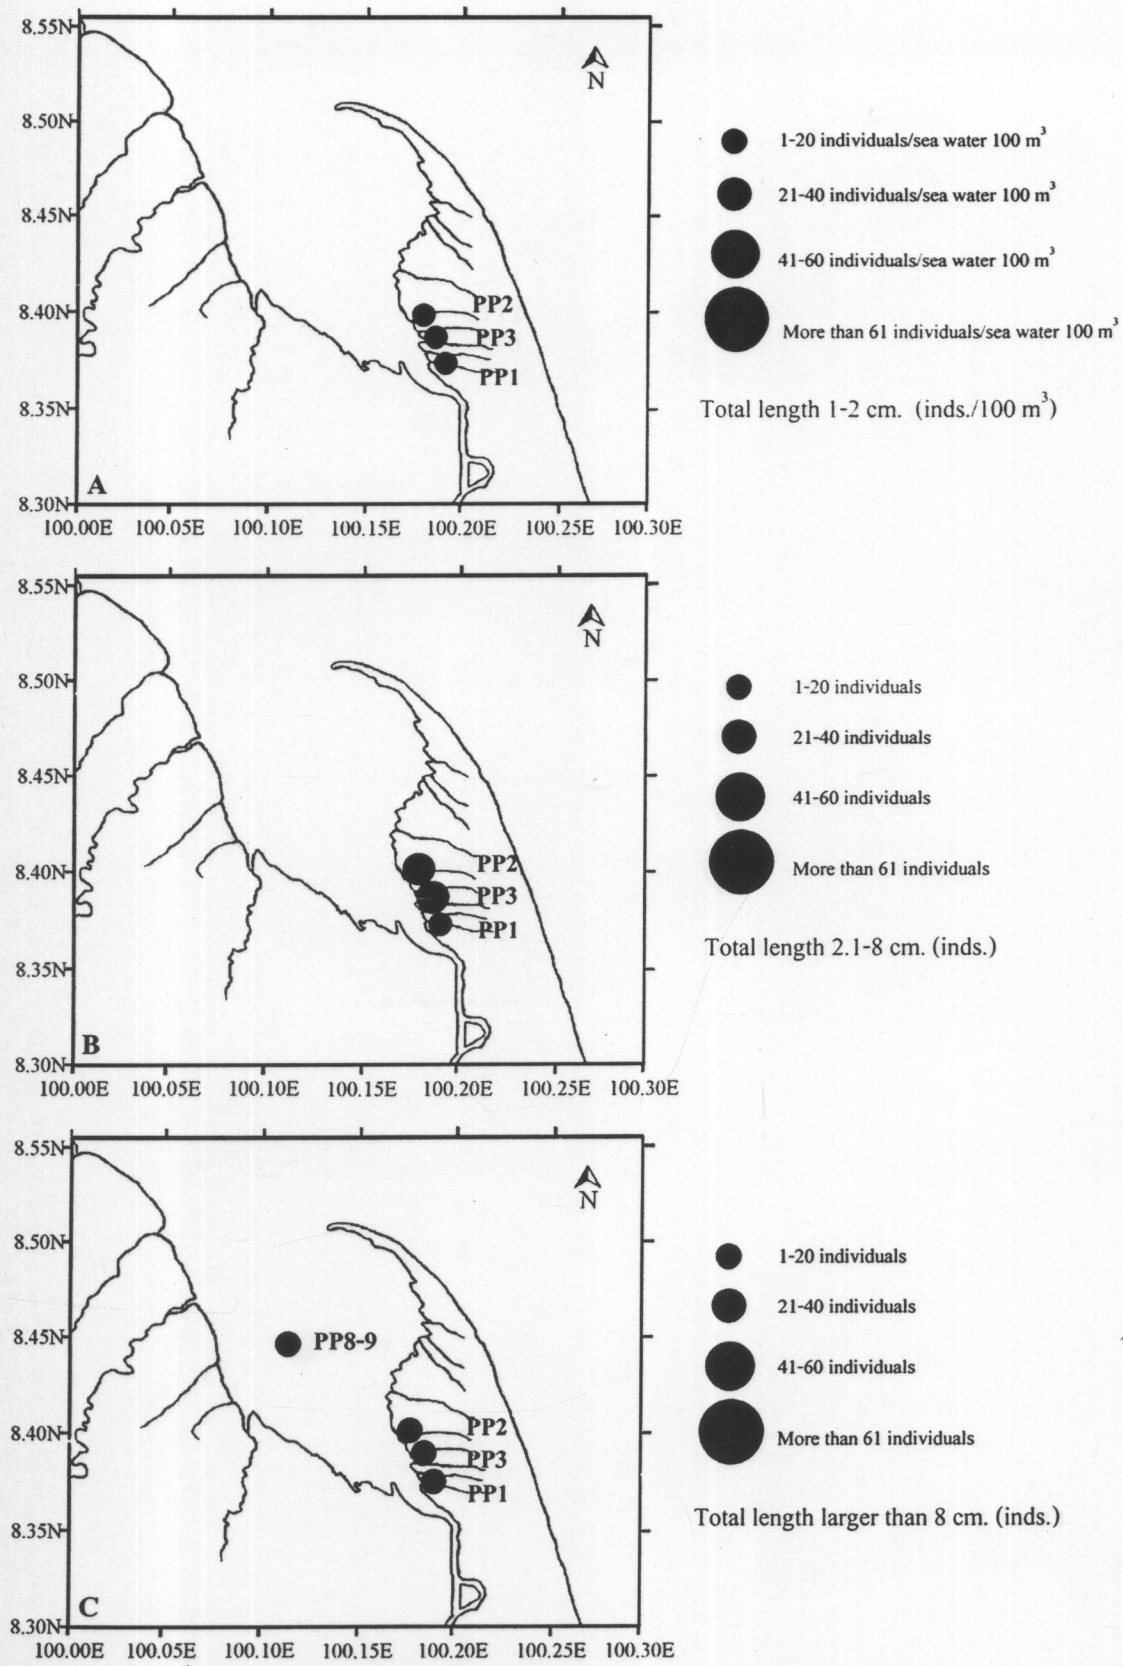 8.55N
8.50N
8.45N
8.40N
8.35N
8.30N
100.00E 100.05E 100.10E 100.15E 100.20E 100.25E 100.30E
N
PP2
PP3
PP1
A
1-20 individuals/sea water 100 m³
21-40 individuals/sea water 100 m³
41-60 individuals/sea water 100 m³
More than 61 individuals/sea water 100 m³
Total length 1-2 cm. (inds./100 m³)
8.55N
8.50N
8.45N
8.40N
8.35N
8.30N
100.00E 100.05E 100.10E 100.15E 100.20E 100.25E 100.30E
N
PP2
PP3
PP1
B
1-20 individuals
21-40 individuals
41-60 individuals
More than 61 individuals
Total length 2.1-8 cm. (inds.)
8.55N
8.50N
8.45N
8.40N
8.35N
8.30N
100.00E 100.05E 100.10E 100.15E 100.20E 100.25E 100.30E
N
PP8-9
PP2
PP3
PP1
C
1-20 individuals
21-40 individuals
41-60 individuals
More than 61 individuals
Total length larger than 8 cm. (inds.)